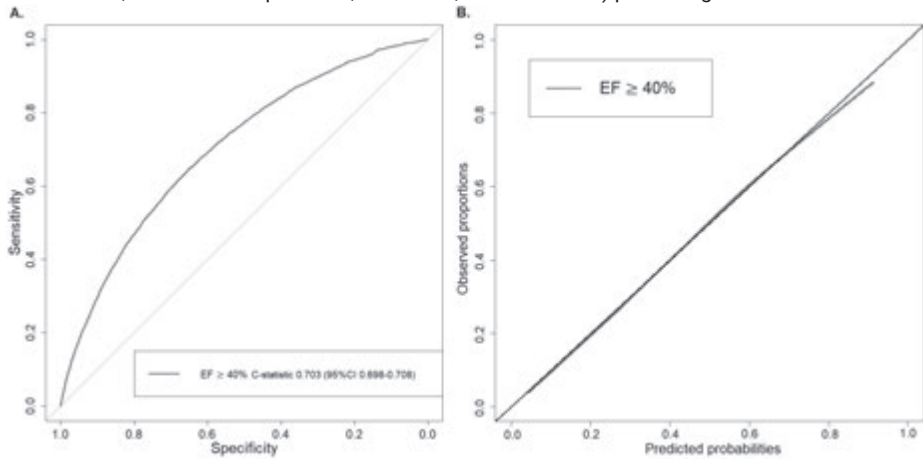 A.
1.0
0.8
0.6
0.4
0.2
0.0
Sensitivity
EF ≥ 40% C-statistic 0.703 (95%CI 0.698-0.708)
1.0 0.8 0.6 0.4 0.2 0.0
Specificity
B.
1.0
0.8
0.6
0.4
0.2
0.0
Observed proportions
EF ≥ 40%
0.0 0.2 0.4 0.6 0.8 1.0
Predicted probabilities